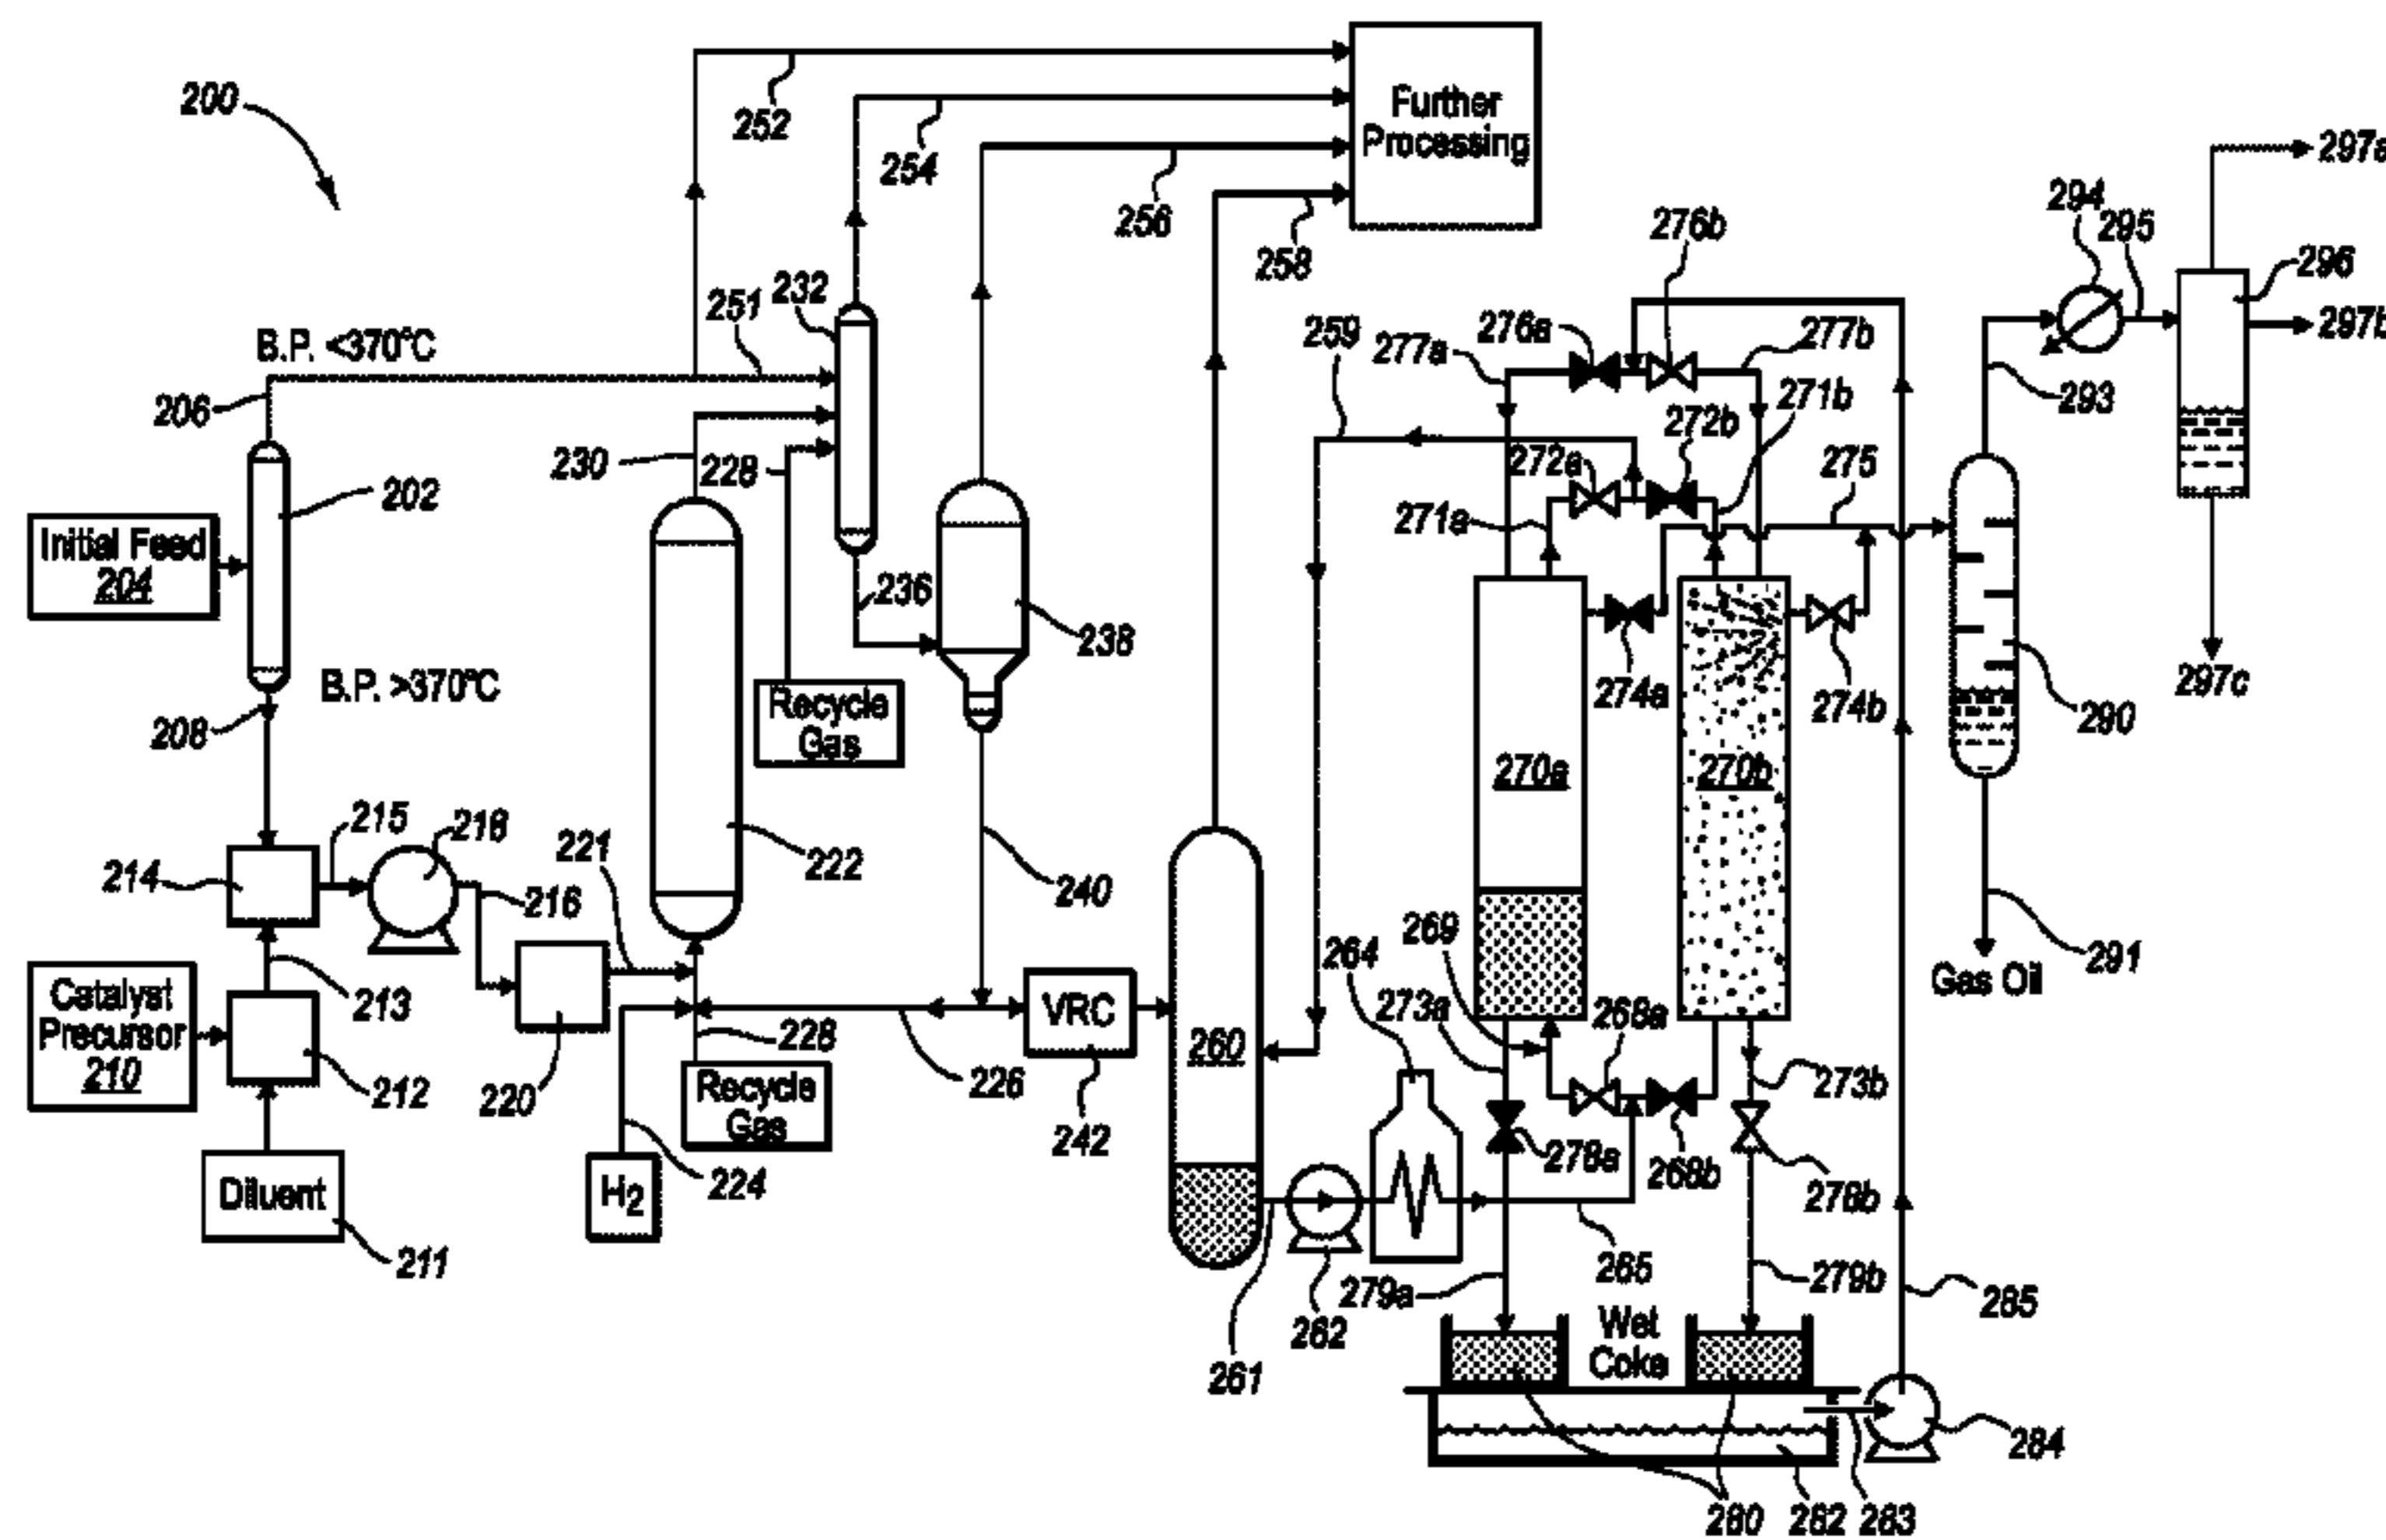 200
252
254
256
258
Further
Processing
297a
297b
297c
294
295
296
276b
276a
277a
277b
259
232
251
B.P. <370°C
206
230
228
202
Initial Feed
204
B.P. >370°C
208
236
238
272a
272b
271a
271b
275
293
274a
274b
270a
270b
290
Recycle
Gas
215
218
214
216
221
222
240
213
Catalyst
Precursor
210
212
220
228
226
Recycle
Gas
VRC
242
260
264
269
273a
268a
268b
273b
278a
278b
291
Gas Oil
Diluent
211
H2
224
261
262
265
279a
279b
285
Wet
Coke
284
280
282
283